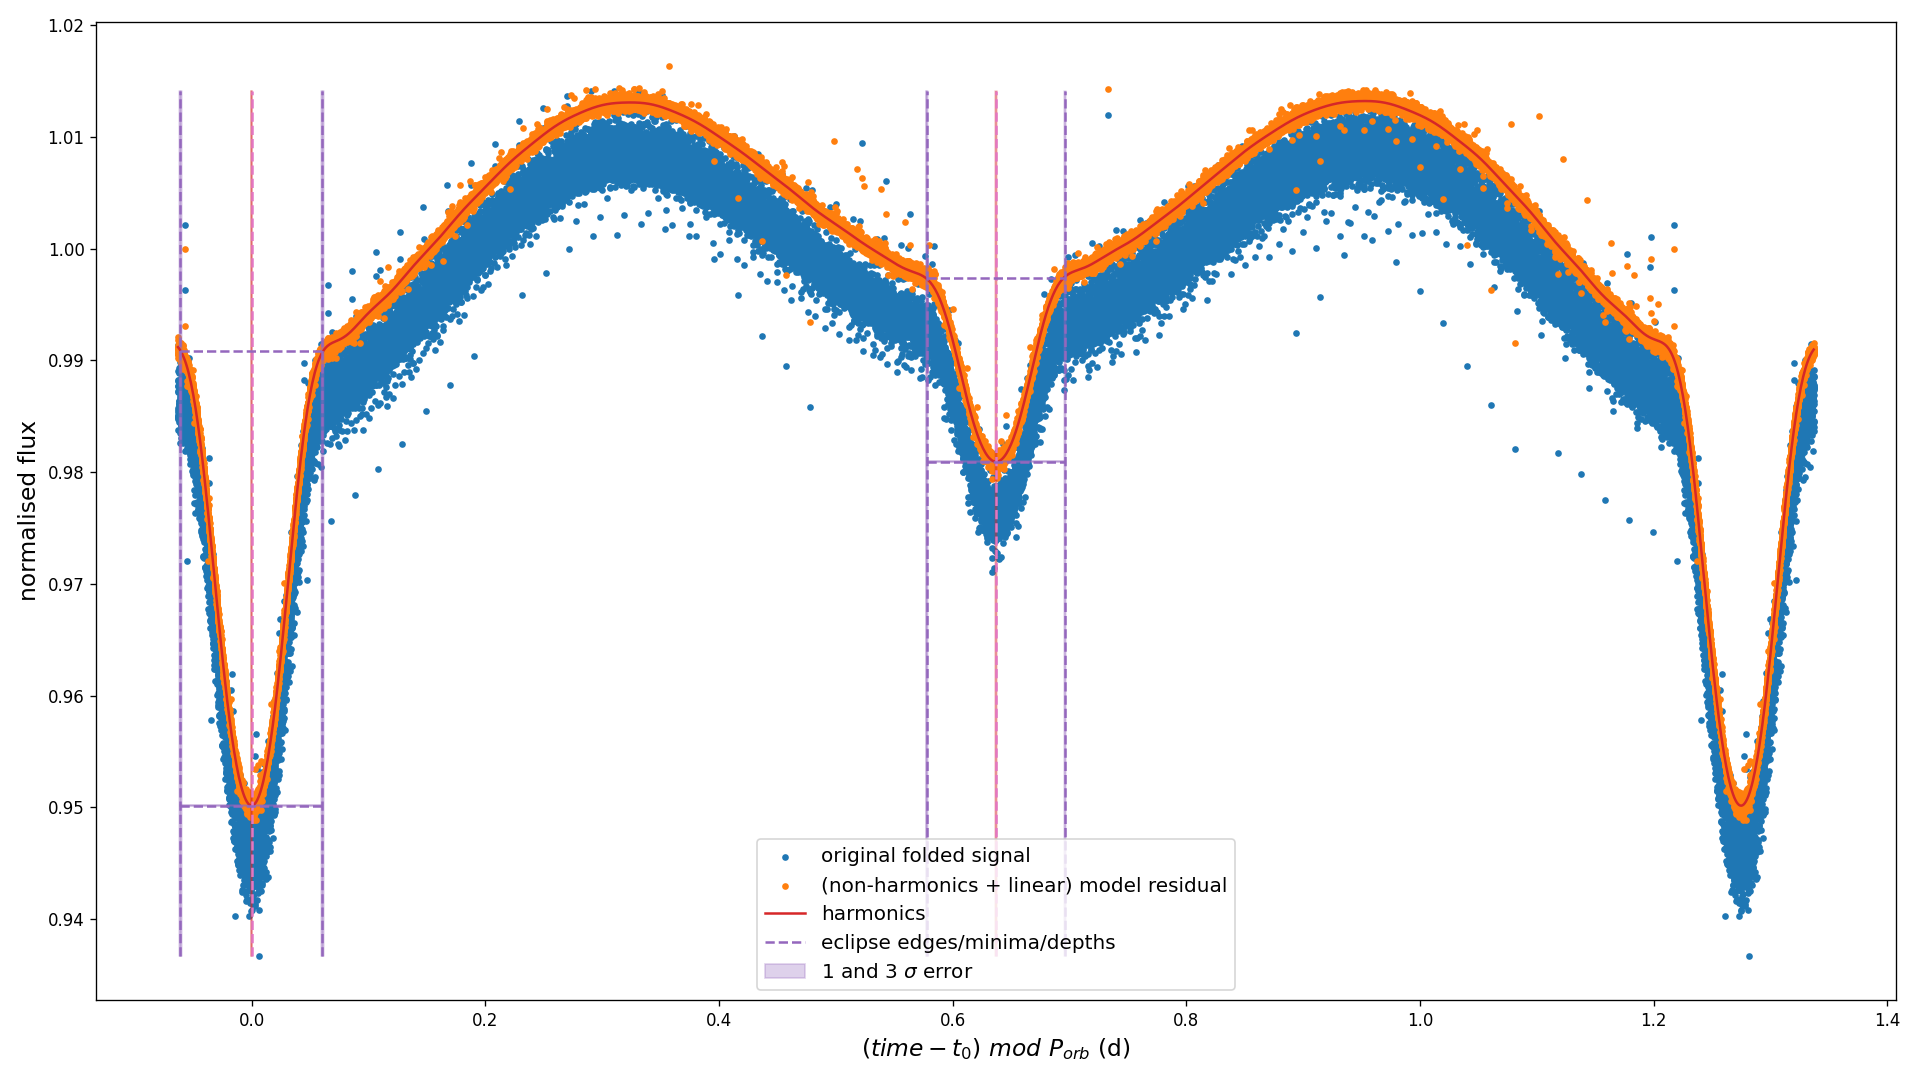 1.02
1.01
1.00
0.99
0.98
0.97
0.96
0.95
0.94
normalised flux
original folded signal
(non-harmonics + linear) model residual
harmonics
eclipse edges/minima/depths
1 and 3 σ error
0.0 0.2 0.4 0.6 0.8 1.0 1.2 1.4
(time − t₀) mod Pₒᵣb (d)